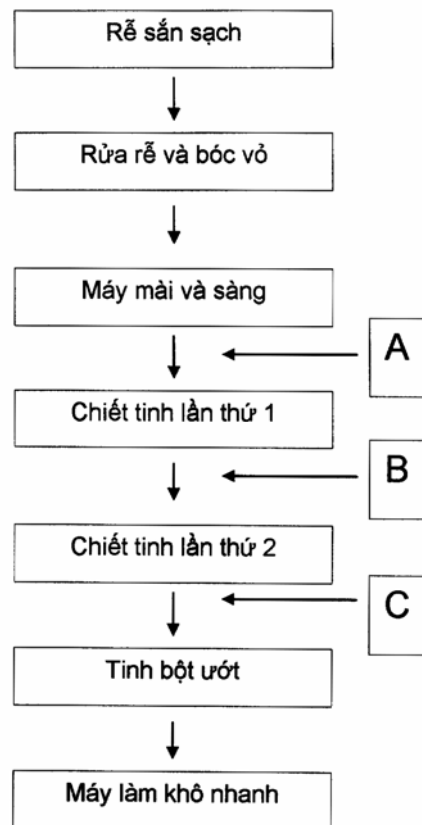 Rễ sắn sạch
Rửa rễ và bóc vỏ
Máy mài và sàng
A
Chiết tinh lần thứ 1
B
Chiết tinh lần thứ 2
C
Tinh bột ướt
Máy làm khô nhanh